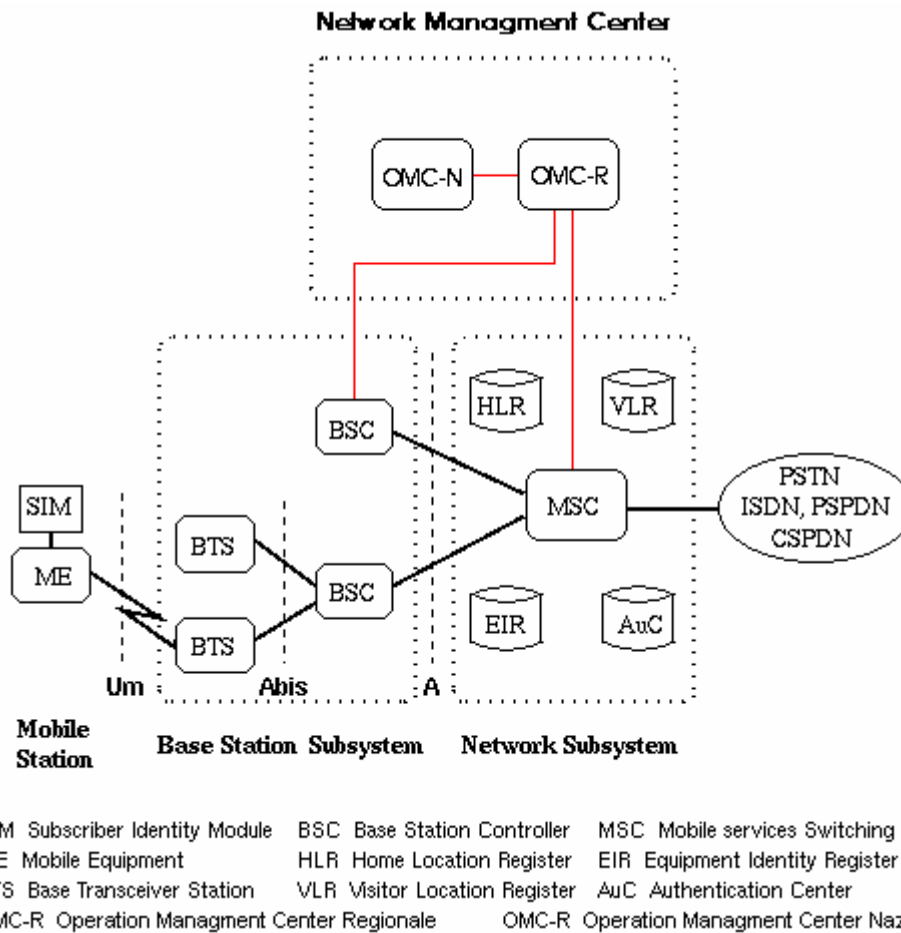 Network Managment Center
OMC-N
OMC-R
HLR
VLR
BSC
MSC
PSTN
ISDN, PSPDN
CSPDN
SIM
ME
BTS
BSC
BTS
EIR
AuC
Um
Abis
A
Mobile
Station
Base Station Subsystem
Network Subsystem
M Subscriber Identity Module BSC Base Station Controller MSC Mobile services Switching
E Mobile Equipment HLR Home Location Register EIR Equipment Identity Register
TS Base Transceiver Station VLR Visitor Location Register AuC Authentication Center
MC-R Operation Managment Center Regionale OMC-R Operation Managment Center Naz